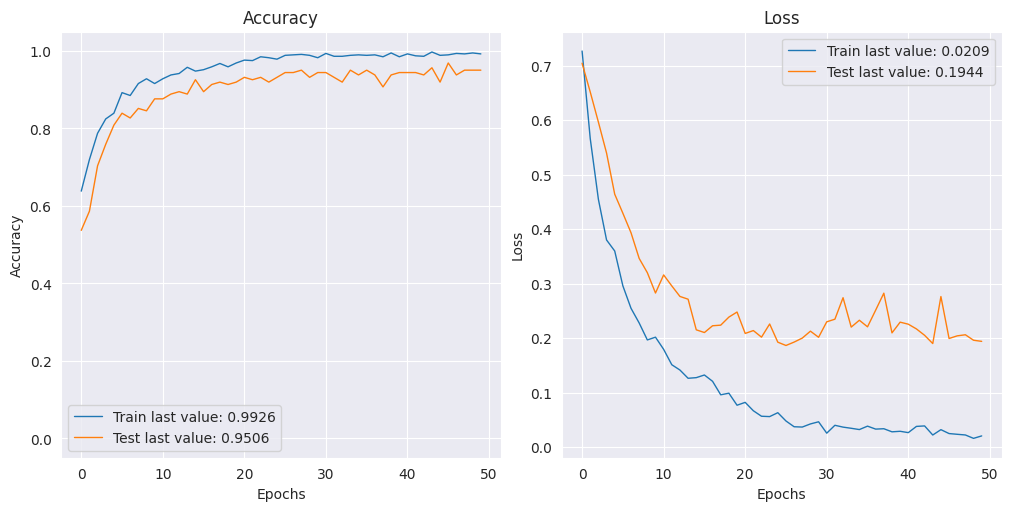 Accuracy
Accuracy
1.0
0.8
0.6
0.4
0.2
0.0
Train last value: 0.9926
Test last value: 0.9506
0
10
20
30
40
50
Epochs
Loss
Loss
0.7
0.6
0.5
0.4
0.3
0.2
0.1
0.0
Train last value: 0.0209
Test last value: 0.1944
0
10
20
30
40
50
Epochs